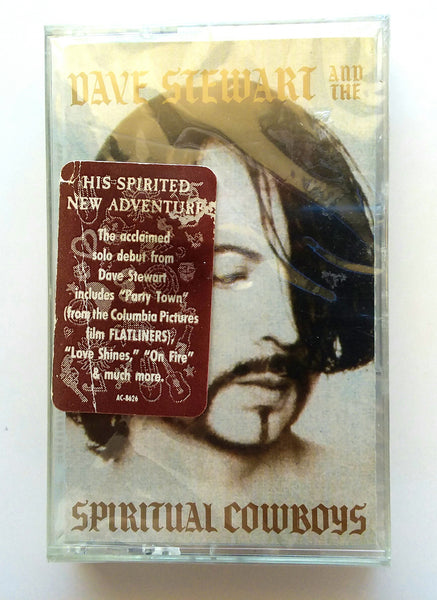 DAVE STEWART AND THE
HIS SPIRITED
NEW ADVENTURE
The acclaimed
solo debut from
Dave Stewart
includes "Party Town"
(from the Columbia Pictures
film FLATLINERS),
"Love Shines," "On Fire"
& much more.
AC-8626
SPIRITUAL COWBOYS